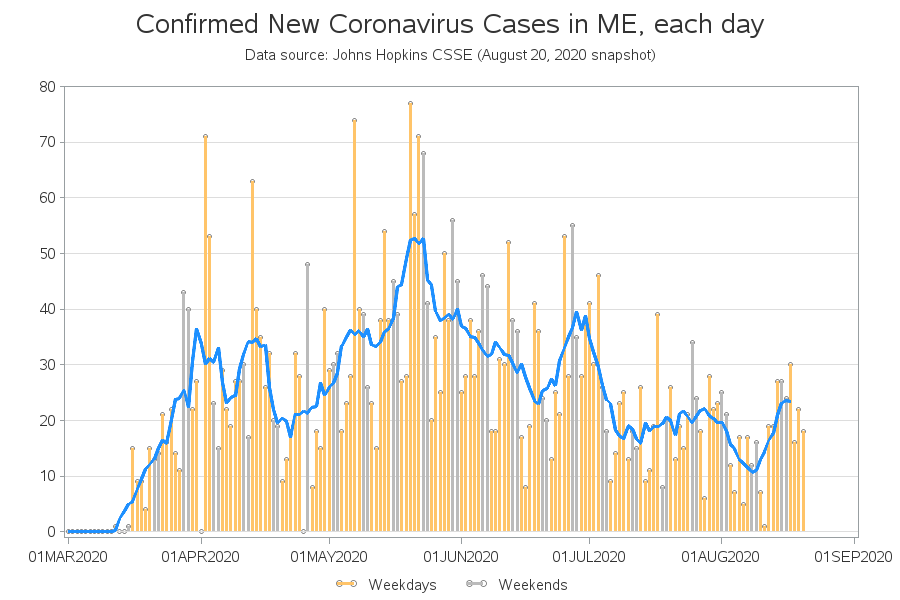 Confirmed New Coronavirus Cases in ME, each day
Data source: Johns Hopkins CSSE (August 20, 2020 snapshot)
80
70
60
50
40
30
20
10
0
01MAR2020 01APR2020 01MAY2020 01JUN2020 01JUL2020 01AUG2020 01SEP2020
Weekdays Weekends